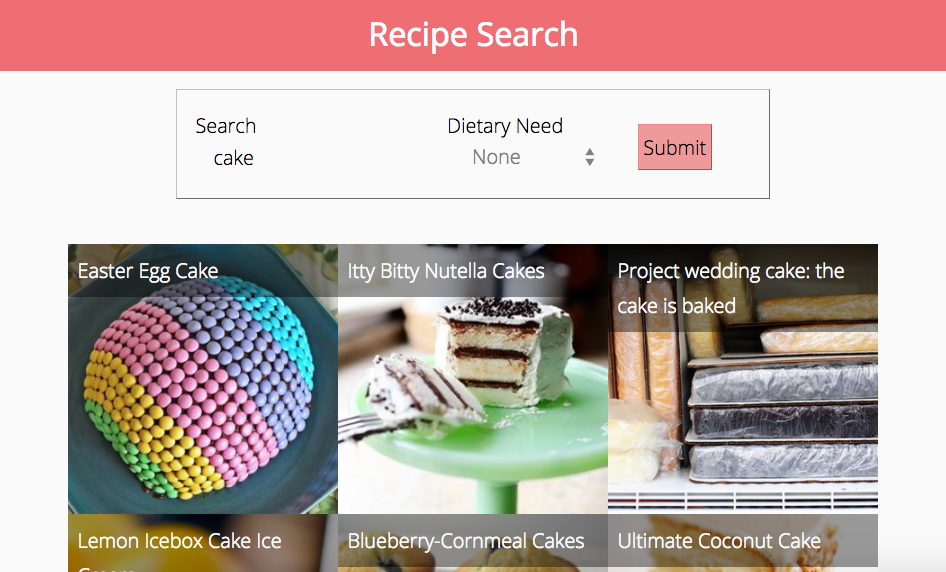 Recipe Search
Search
cake
Dietary Need
None
Submit
Easter Egg Cake
Itty Bitty Nutella Cakes
Project wedding cake: the
cake is baked
Lemon Icebox Cake Ice
Blueberry-Cornmeal Cakes
Ultimate Coconut Cake